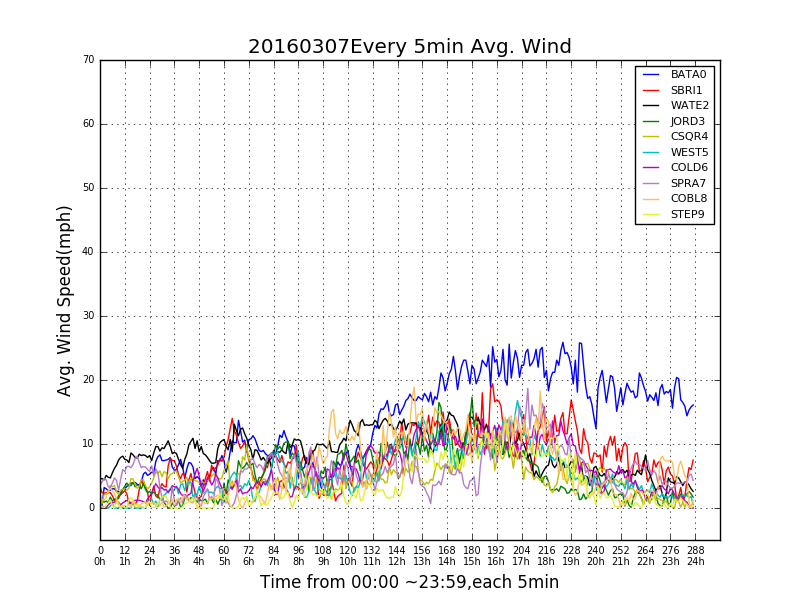 20160307Every 5min Avg. Wind
70
60
50
40
30
20
10
0
Avg. Wind Speed(mph)
BATA0
SBRI1
WATE2
JORD3
CSQR4
WEST5
COLD6
SPRA7
COBL8
STEP9
0 12 24 36 48 60 72 84 96 108 120 132 144 156 168 180 192 204 216 228 240 252 264 276 288
0h 1h 2h 3h 4h 5h 6h 7h 8h 9h 10h 11h 12h 13h 14h 15h 16h 17h 18h 19h 20h 21h 22h 23h 24h
Time from 00:00 ~23:59,each 5min